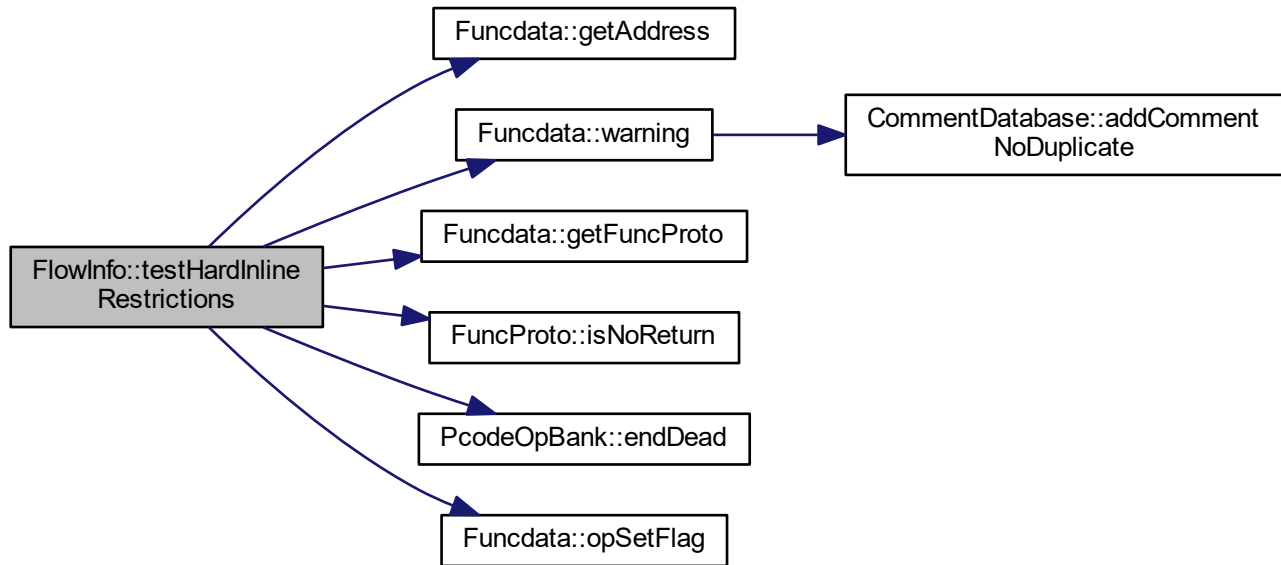 Funcdata::getAddress
Funcdata::warning
CommentDatabase::addComment
NoDuplicate
Funcdata::getFuncProto
FlowInfo::testHardInline
Restrictions
FuncProto::isNoReturn
PcodeOpBank::endDead
Funcdata::opSetFlag